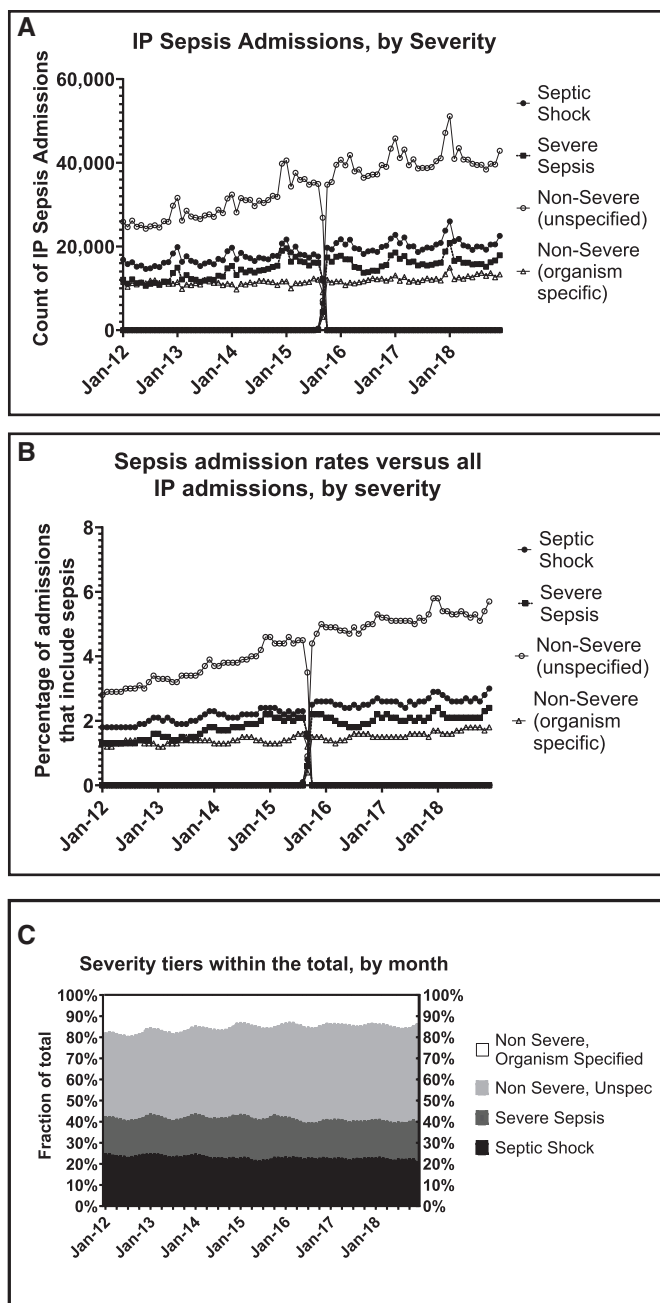 A
IP Sepsis Admissions, by Severity
Count of IP Sepsis Admissions
60,000
40,000
20,000
0
Jan-12
Jan-13
Jan-14
Jan-15
Jan-16
Jan-17
Jan-18
Septic
Shock
Severe
Sepsis
Non-Severe
(unspecified)
Non-Severe
(organism
specific)
B
Sepsis admission rates versus all
IP admissions, by severity
Percentage of admissions
that include sepsis
8
6
4
2
0
Jan-12
Jan-13
Jan-14
Jan-15
Jan-16
Jan-17
Jan-18
Septic
Shock
Severe
Sepsis
Non-Severe
(unspecified)
Non-Severe
(organism
specific)
C
Severity tiers within the total, by month
Fraction of total
100%
90%
80%
70%
60%
50%
40%
30%
20%
10%
0%
100%
90%
80%
70%
60%
50%
40%
30%
20%
10%
0%
Jan-12
Jan-13
Jan-14
Jan-15
Jan-16
Jan-17
Jan-18
Non Severe,
Organism Specified
Non Severe, Unspec
Severe Sepsis
Septic Shock